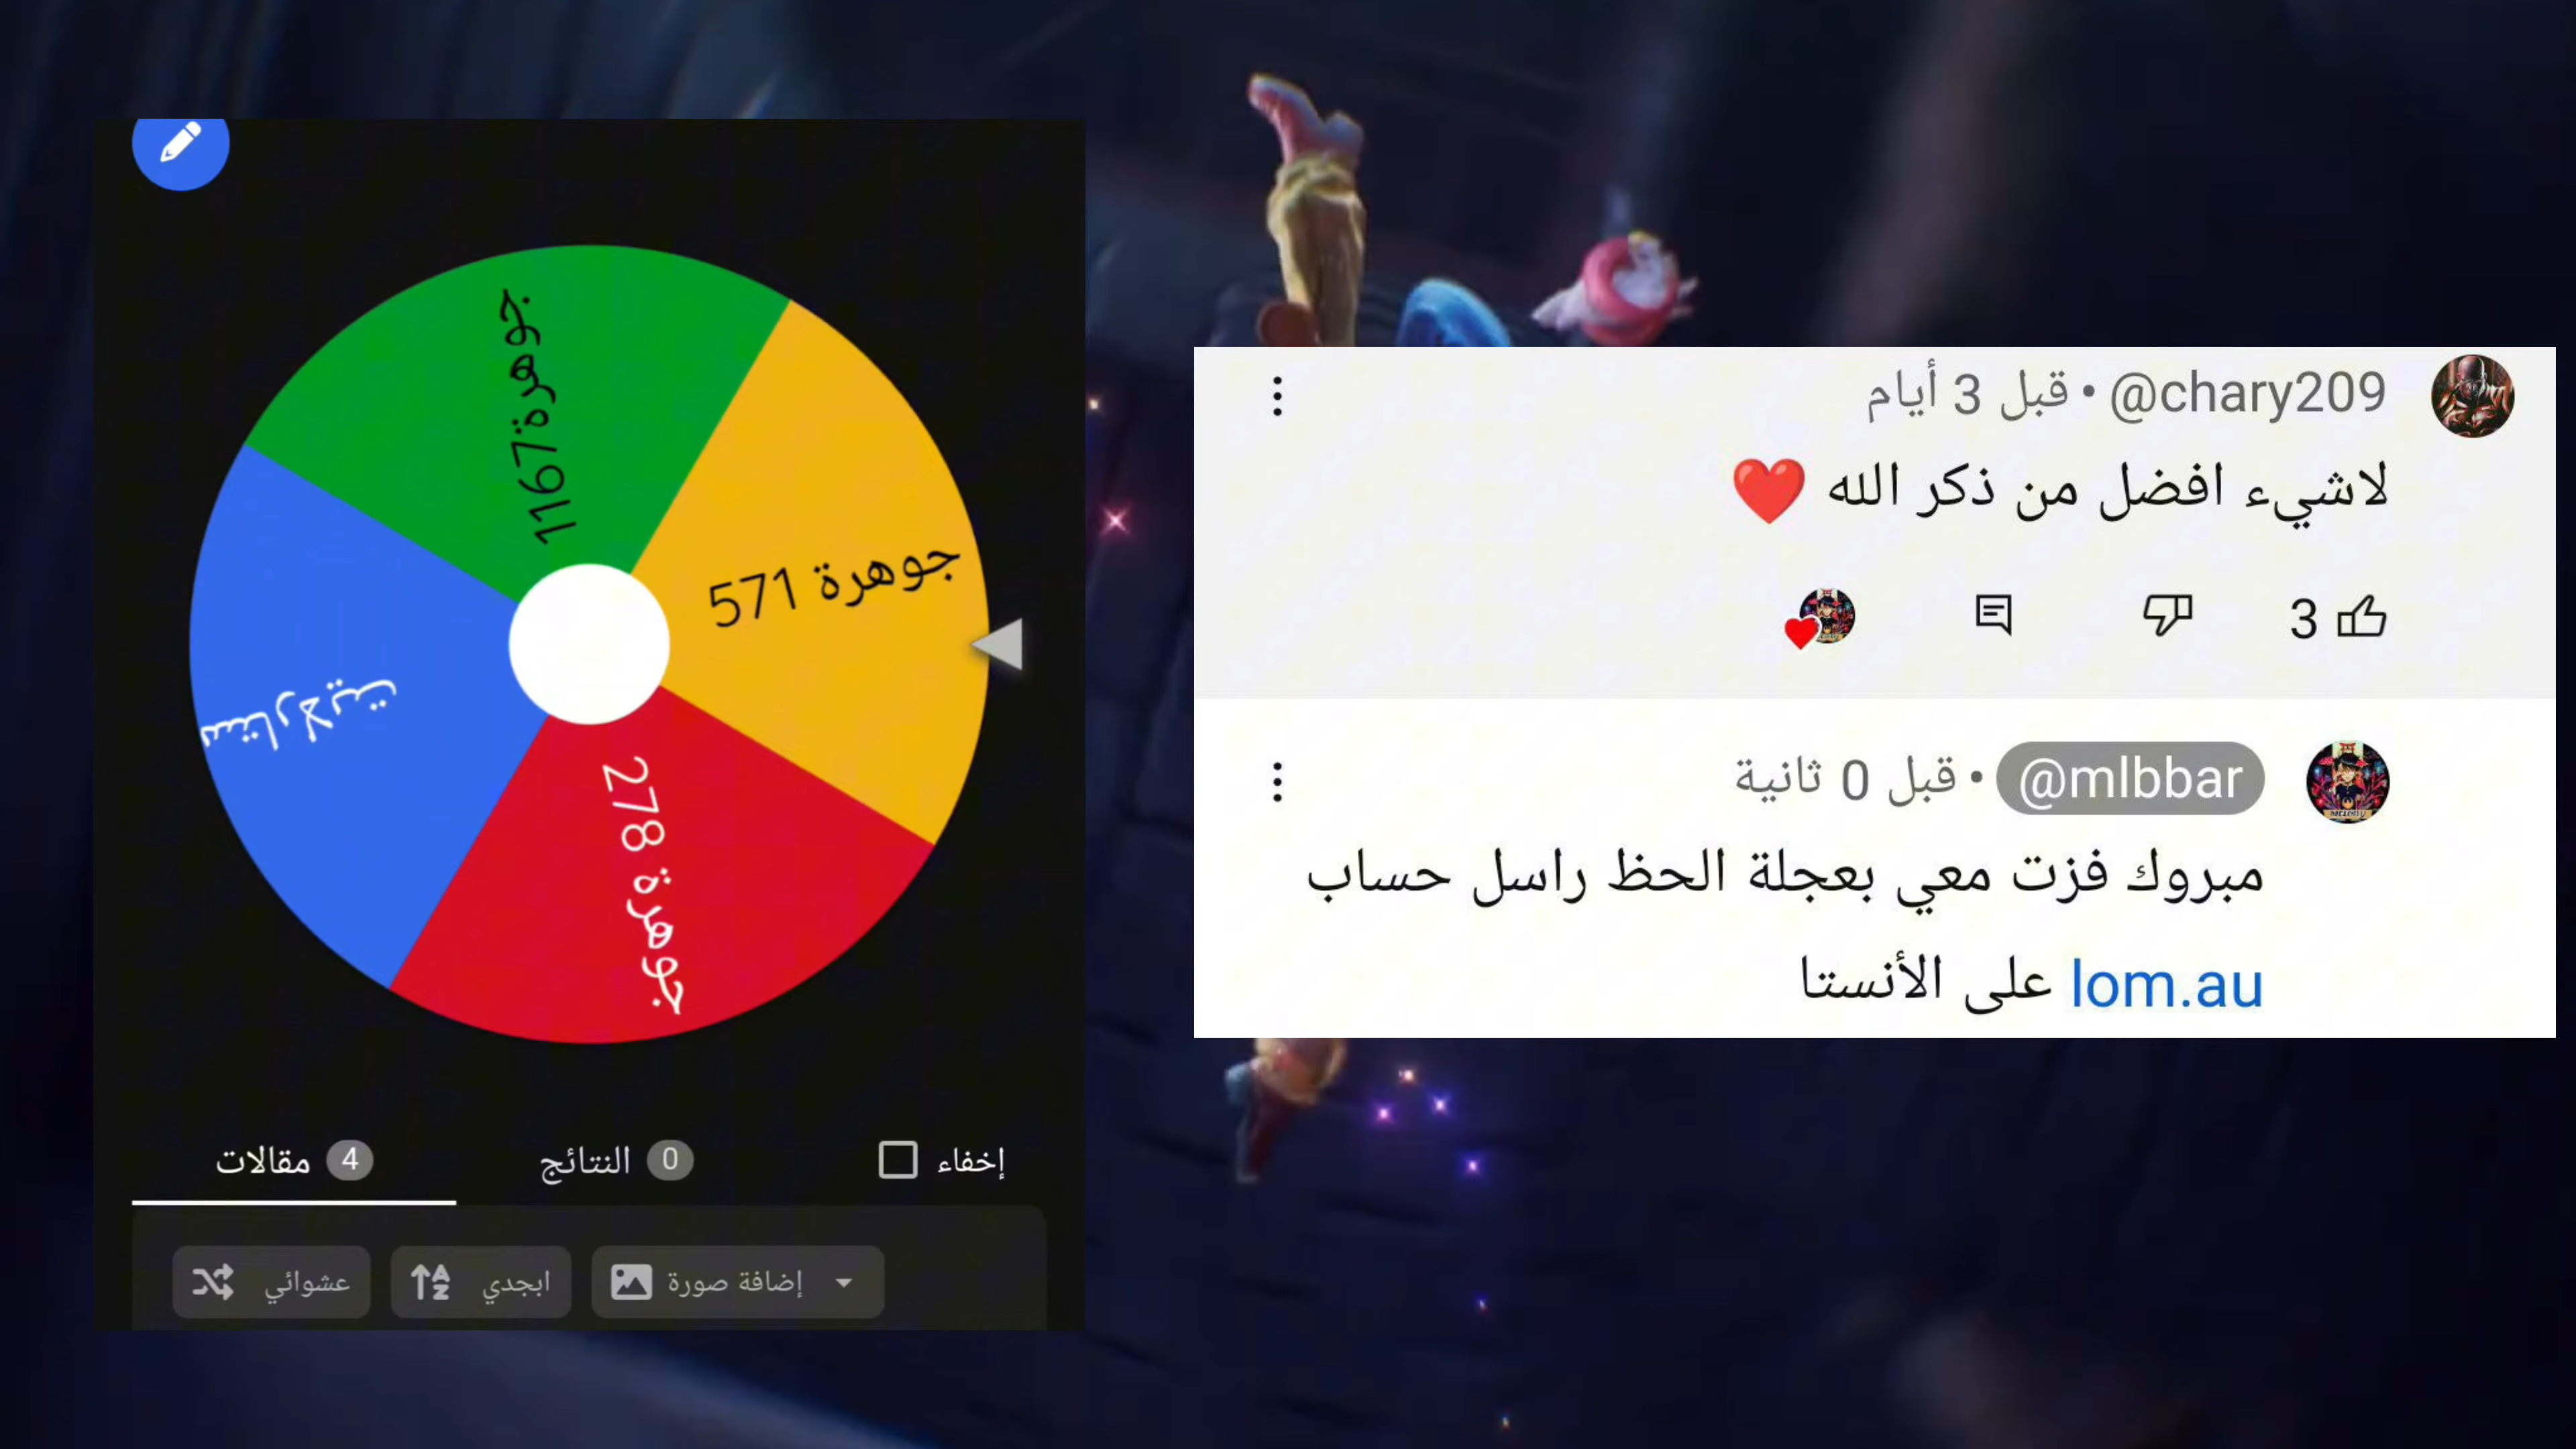 جوهرة1167
جوهرة 571
جوهرة 278
ستارلايت
مقالات 4
النتائج 0
إخفاء
عشوائي
ابجدي
إضافة صورة
@chary209 • قبل 3 أيام
لاشيء افضل من ذكر الله ❤️
3
@mlbbar • قبل 0 ثانية
مبروك فزت معي بعجلة الحظ راسل حساب
lom.au على الأنستا